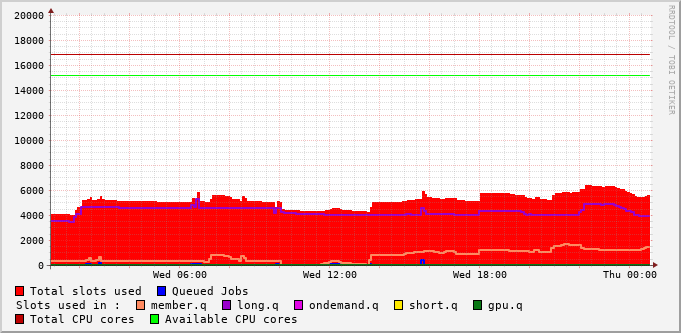 RRDTOOL / TOBI OETIKER
20000
18000
16000
14000
12000
10000
8000
6000
4000
2000
0
Wed 06:00 Wed 12:00 Wed 18:00 Thu 00:00
Total slots used Queued Jobs
Slots used in : member.q long.q ondemand.q short.q gpu.q
Total CPU cores Available CPU cores